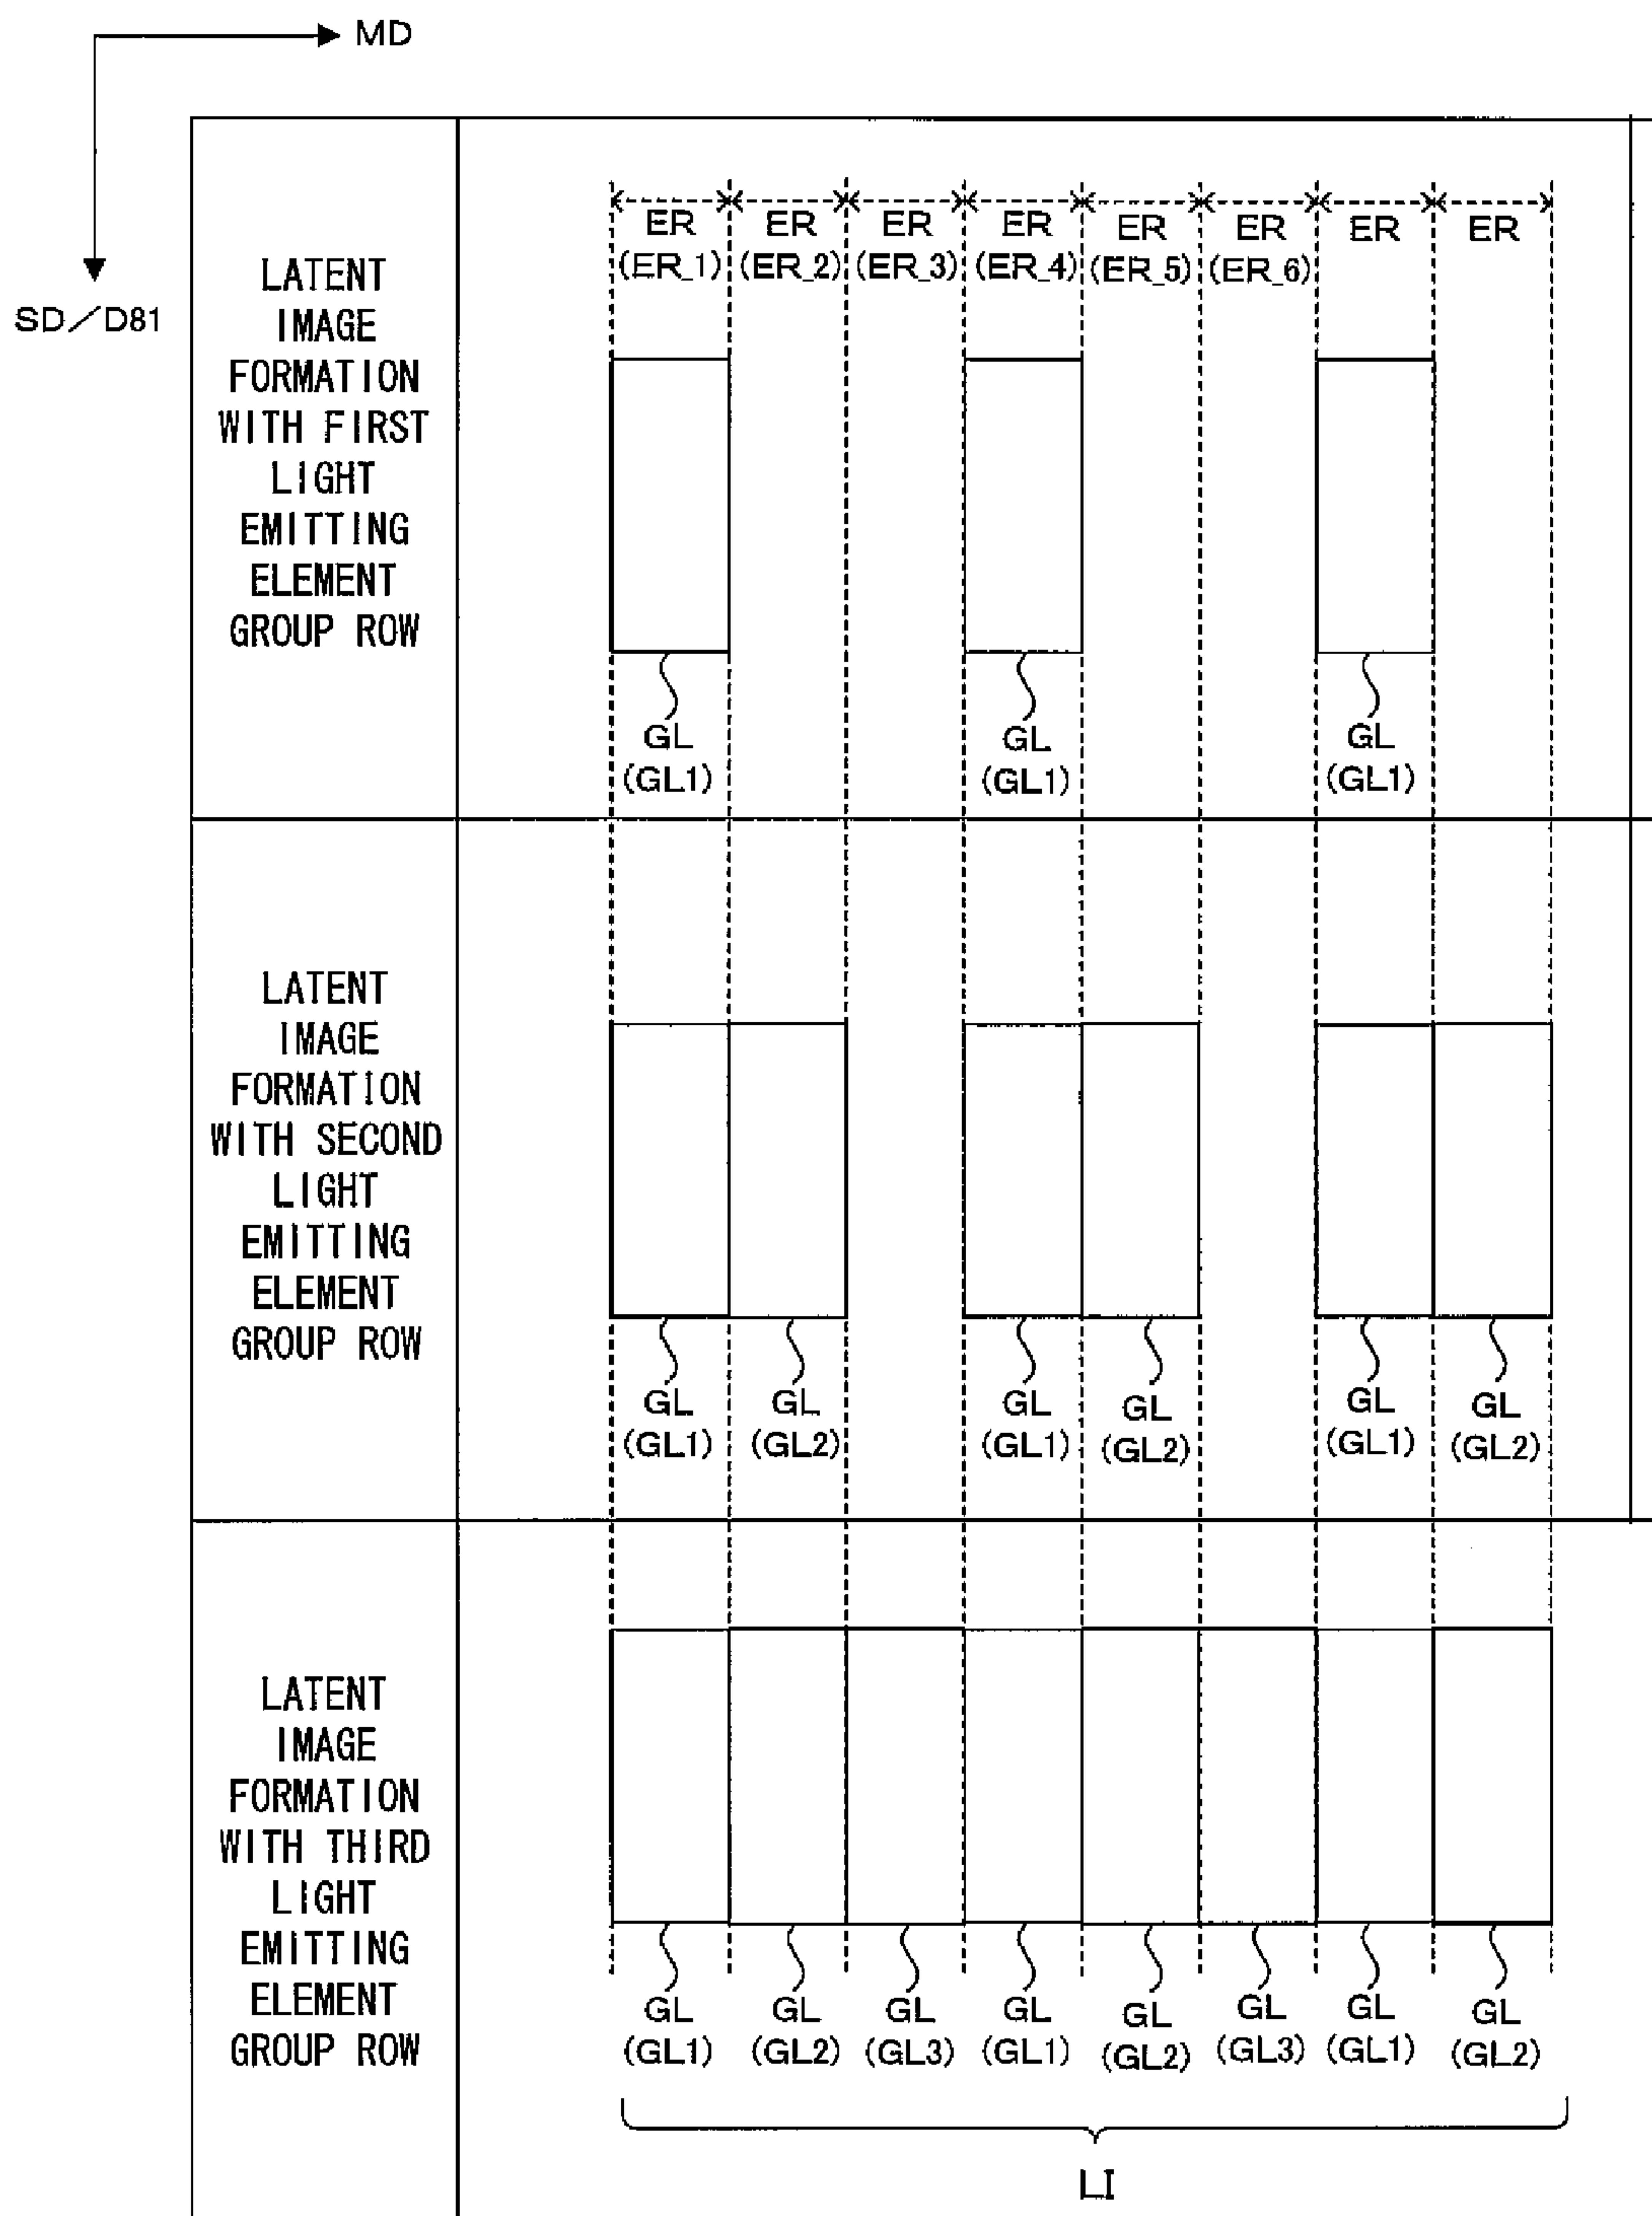 MD
SD/D81
LATENT
IMAGE
FORMATION
WITH FIRST
LIGHT
EMITTING
ELEMENT
GROUP ROW
ER ER ER ER ER ER ER ER
(ER_1) (ER_2) (ER_3) (ER_4) (ER_5) (ER_6)
GL GL GL
(GL1) (GL1) (GL1)
LATENT
IMAGE
FORMATION
WITH SECOND
LIGHT
EMITTING
ELEMENT
GROUP ROW
GL GL GL GL GL GL
(GL1) (GL2) (GL1) (GL2) (GL1) (GL2)
LATENT
IMAGE
FORMATION
WITH THIRD
LIGHT
EMITTING
ELEMENT
GROUP ROW
GL GL GL GL GL GL GL GL
(GL1) (GL2) (GL3) (GL1) (GL2) (GL3) (GL1) (GL2)
LI